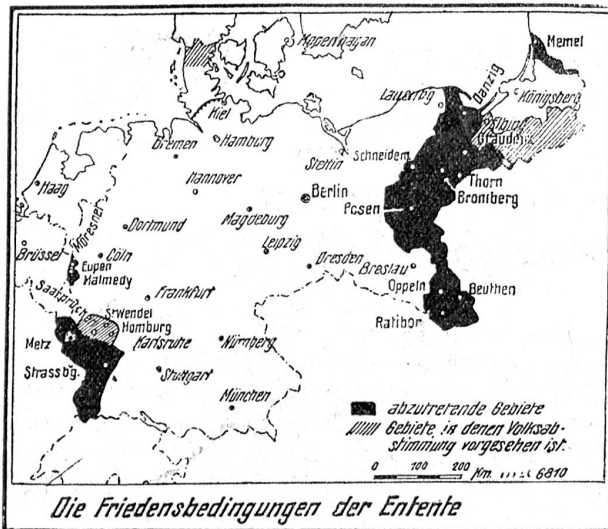 Kopenhagen
Memel
Lauenbg
Danzig
Königsberg
Elbing
Graudenz
Kiel
Hamburg
Bremen
Stettin
Schneidem
Haag
Hannover
Berlin
Thorn
Bromberg
Posen
Magdeburg
Dortmund
Leipzig
Brüssel
Moresnet
Cöln
Dresden
Breslau
Eupen
Malmedy
Oppeln
Beuthen
Saarbrück
Frankfurt
St Wendel
Homburg
Ratibor
Metz
Karlsruhe
Nürnberg
Strassbg.
Stuttgart
München
abzutretende Gebiete
Gebiete in denen Volksab-
stimmung vorgesehen ist.
0 100 200 Km. 6810
Die Friedensbedingungen der Entente